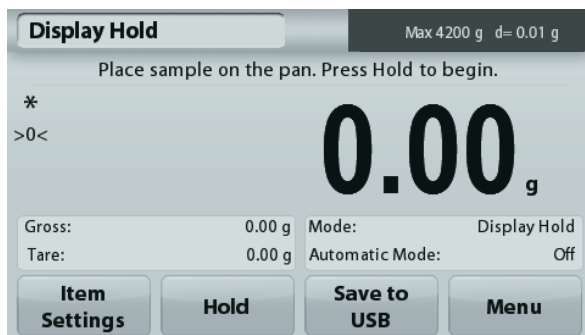 Display Hold Max 4200 g d= 0.01 g
Place sample on the pan. Press Hold to begin.
*
>0<
0.00 g
Gross: 0.00 g Mode: Display Hold
Tare: 0.00 g Automatic Mode: Off
Item Settings Hold Save to USB Menu